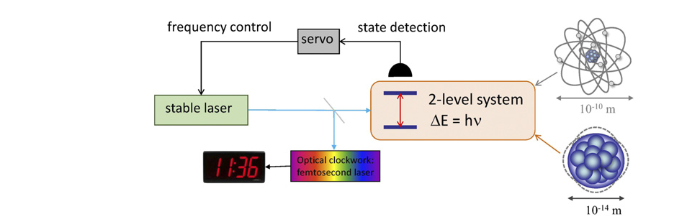 frequency control
servo
state detection
stable laser
2-level system
ΔE = hν
10⁻¹⁰ m
11:36
Optical clockwork:
femtosecond laser
10⁻¹⁴ m